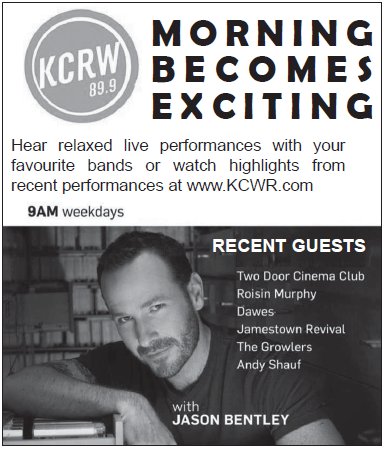 KCRW
89.9
MORNING
BECOMES
EXCITING
Hear relaxed live performances with your
favourite bands or watch highlights from
recent performances at www.KCWR.com
9AM weekdays
RECENT GUESTS
Two Door Cinema Club
Roisin Murphy
Dawes
Jamestown Revival
The Growlers
Andy Shauf
with
JASON BENTLEY